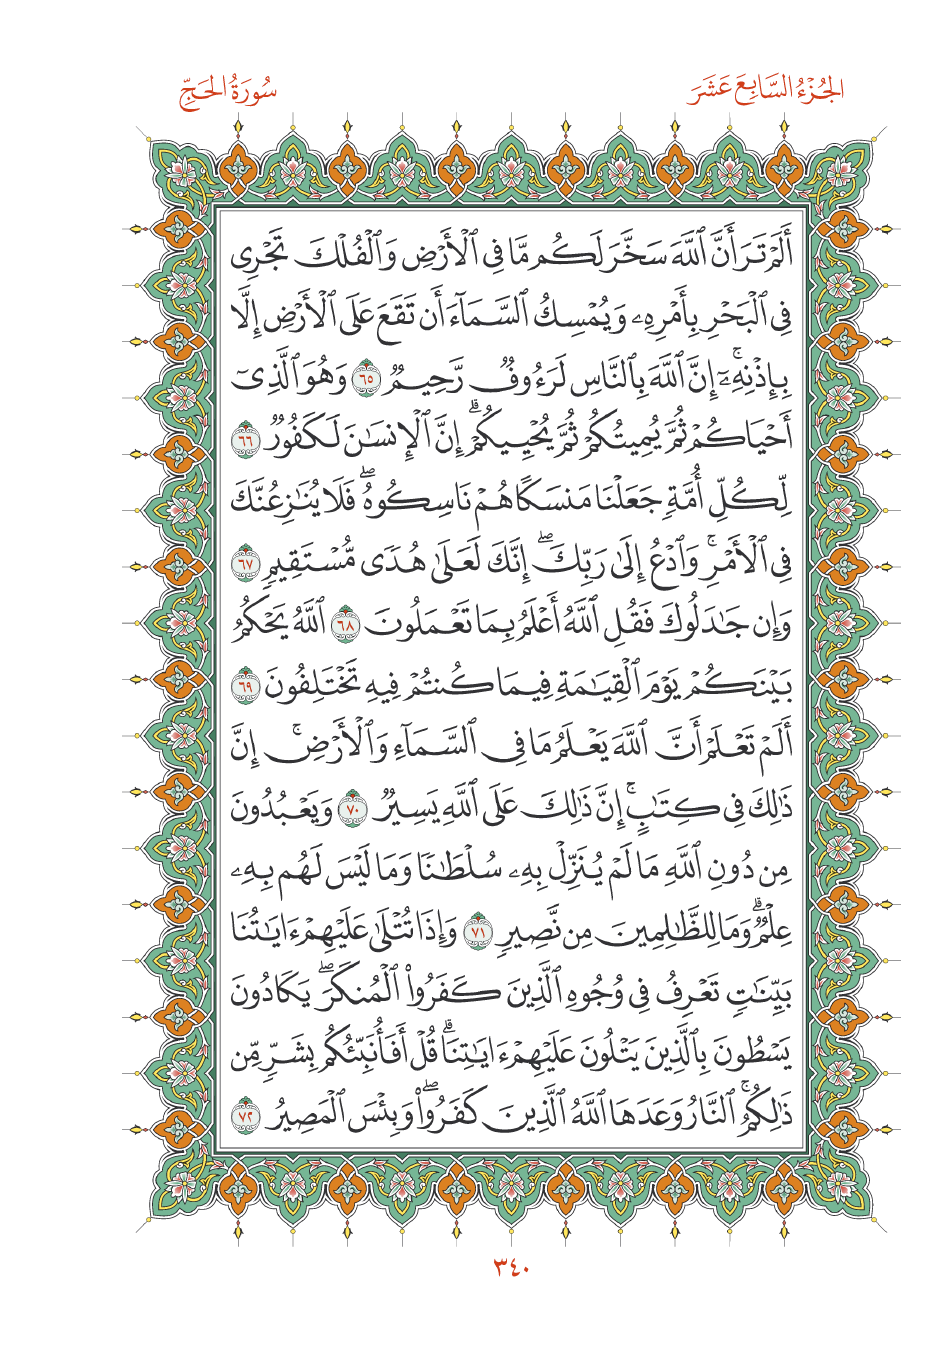 الجُزْءُ السَّابِعَ عَشَرَ
سُورَةُ الحَجِّ
أَلَمْ تَرَ أَنَّ ٱللَّهَ سَخَّرَ لَكُم مَّا فِى ٱلْأَرْضِ وَٱلْفُلْكَ تَجْرِى
فِى ٱلْبَحْرِ بِأَمْرِهِۦ وَيُمْسِكُ ٱلسَّمَآءَ أَن تَقَعَ عَلَى ٱلْأَرْضِ إِلَّا
بِإِذْنِهِۦٓ ۚ إِنَّ ٱللَّهَ بِٱلنَّاسِ لَرَءُوفٌ رَّحِيمٌ ٦٥ وَهُوَ ٱلَّذِىٓ
أَحْيَاكُمْ ثُمَّ يُمِيتُكُمْ ثُمَّ يُحْيِيكُمْ ۗ إِنَّ ٱلْإِنسَـٰنَ لَكَفُورٌ ٦٦
لِّكُلِّ أُمَّةٍ جَعَلْنَا مَنسَكًا هُمْ نَاسِكُوهُ ۖ فَلَا يُنَـٰزِعُنَّكَ
فِى ٱلْأَمْرِ ۚ وَٱدْعُ إِلَىٰ رَبِّكَ ۖ إِنَّكَ لَعَلَىٰ هُدًى مُّسْتَقِيمٍ ٦٧
وَإِن جَـٰدَلُوكَ فَقُلِ ٱللَّهُ أَعْلَمُ بِمَا تَعْمَلُونَ ٦٨ ٱللَّهُ يَحْكُمُ
بَيْنَكُمْ يَوْمَ ٱلْقِيَـٰمَةِ فِيمَا كُنتُمْ فِيهِ تَخْتَلِفُونَ ٦٩
أَلَمْ تَعْلَمْ أَنَّ ٱللَّهَ يَعْلَمُ مَا فِى ٱلسَّمَآءِ وَٱلْأَرْضِ ۚ إِنَّ
ذَٰلِكَ فِى كِتَـٰبٍ ۚ إِنَّ ذَٰلِكَ عَلَى ٱللَّهِ يَسِيرٌ ٧٠ وَيَعْبُدُونَ
مِن دُونِ ٱللَّهِ مَا لَمْ يُنَزِّلْ بِهِۦ سُلْطَـٰنًا وَمَا لَيْسَ لَهُم بِهِۦ
عِلْمٌ ۗ وَمَا لِلظَّـٰلِمِينَ مِن نَّصِيرٍ ٧١ وَإِذَا تُتْلَىٰ عَلَيْهِمْ ءَايَـٰتُنَا
بَيِّنَـٰتٍ تَعْرِفُ فِى وُجُوهِ ٱلَّذِينَ كَفَرُوا۟ ٱلْمُنكَرَ ۖ يَكَادُونَ
يَسْطُونَ بِٱلَّذِينَ يَتْلُونَ عَلَيْهِمْ ءَايَـٰتِنَا ۗ قُلْ أَفَأُنَبِّئُكُم بِشَرٍّ مِّن
ذَٰلِكُمُ ۚ ٱلنَّارُ وَعَدَهَا ٱللَّهُ ٱلَّذِينَ كَفَرُوا۟ ۖ وَبِئْسَ ٱلْمَصِيرُ ٧٢
٣٤٠